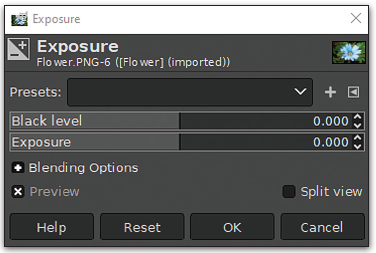 Exposure
Exposure
Flower.PNG-6 ([Flower] (imported))
Presets:
Black level 0.000
Exposure 0.000
Blending Options
Preview Split view
Help Reset OK Cancel